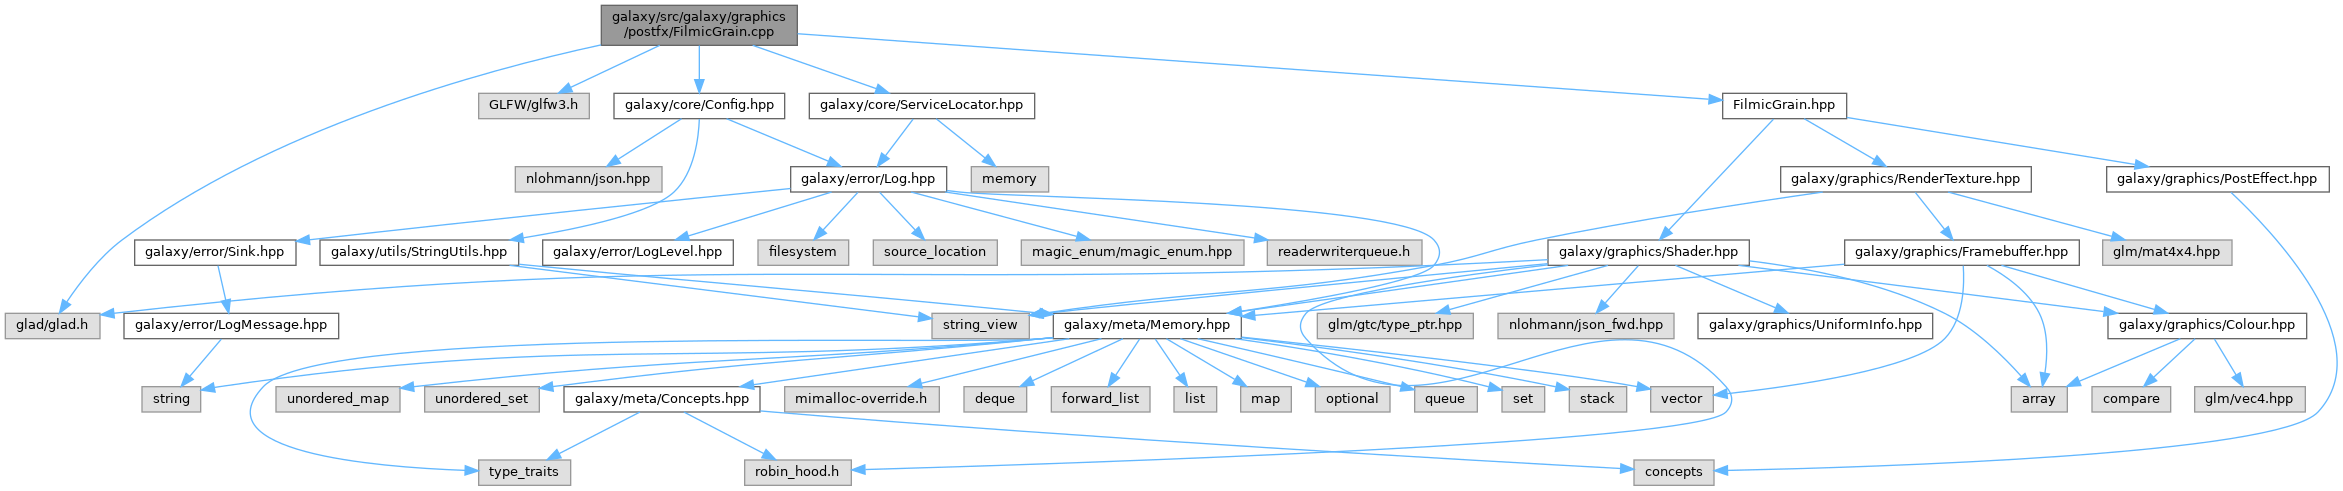 galaxy/src/galaxy/graphics
/postfx/FilmicGrain.cpp
GLFW/glfw3.h
galaxy/core/Config.hpp
galaxy/core/ServiceLocator.hpp
FilmicGrain.hpp
nlohmann/json.hpp
galaxy/error/Log.hpp
memory
galaxy/graphics/RenderTexture.hpp
galaxy/graphics/PostEffect.hpp
galaxy/error/Sink.hpp
galaxy/utils/StringUtils.hpp
galaxy/error/LogLevel.hpp
filesystem
source_location
magic_enum/magic_enum.hpp
readerwriterqueue.h
galaxy/graphics/Shader.hpp
galaxy/graphics/Framebuffer.hpp
glm/mat4x4.hpp
glad/glad.h
galaxy/error/LogMessage.hpp
string_view
galaxy/meta/Memory.hpp
glm/gtc/type_ptr.hpp
nlohmann/json_fwd.hpp
galaxy/graphics/UniformInfo.hpp
galaxy/graphics/Colour.hpp
string
unordered_map
unordered_set
galaxy/meta/Concepts.hpp
mimalloc-override.h
deque
forward_list
list
map
optional
queue
set
stack
vector
array
compare
glm/vec4.hpp
type_traits
robin_hood.h
concepts